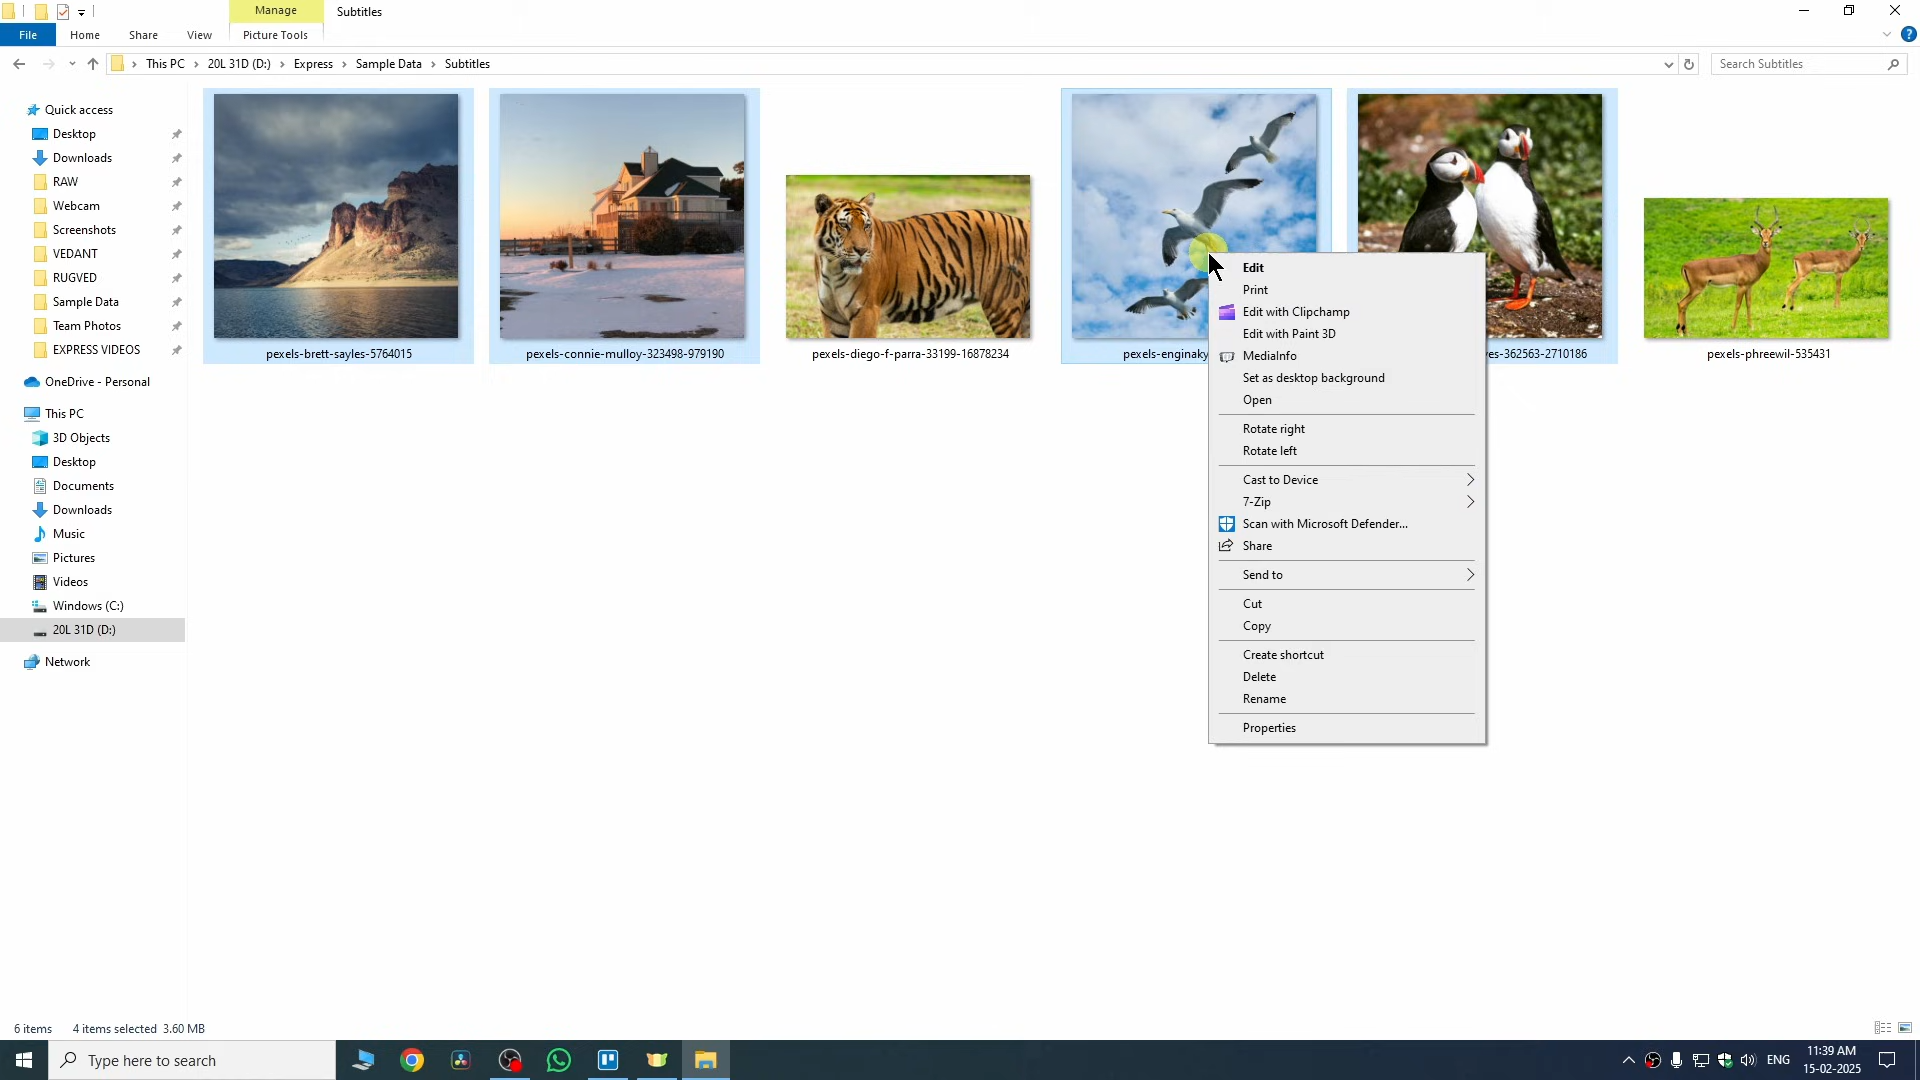 Manage
Subtitles
File
Home
Share
View
Picture Tools
This PC
20L 31D (D:)
Express
Sample Data
Subtitles
Search Subtitles
Quick access
Desktop
Downloads
RAW
Webcam
Screenshots
VEDANT
RUGVED
Sample Data
Team Photos
EXPRESS VIDEOS
OneDrive - Personal
This PC
3D Objects
Desktop
Documents
Downloads
Music
Pictures
Videos
Windows (C:)
20L 31D (D:)
Network
pexels-brett-sayles-5764015
pexels-connie-mulloy-323498-979190
pexels-diego-f-parra-33199-16878234
pexels-enginaky
es-362563-2710186
pexels-phreewil-535431
Edit
Print
Edit with Clipchamp
Edit with Paint 3D
MediaInfo
Set as desktop background
Open
Rotate right
Rotate left
Cast to Device
7-Zip
Scan with Microsoft Defender...
Share
Send to
Cut
Copy
Create shortcut
Delete
Rename
Properties
6 items 4 items selected 3.60 MB
Type here to search
ENG
11:39 AM
15-02-2025